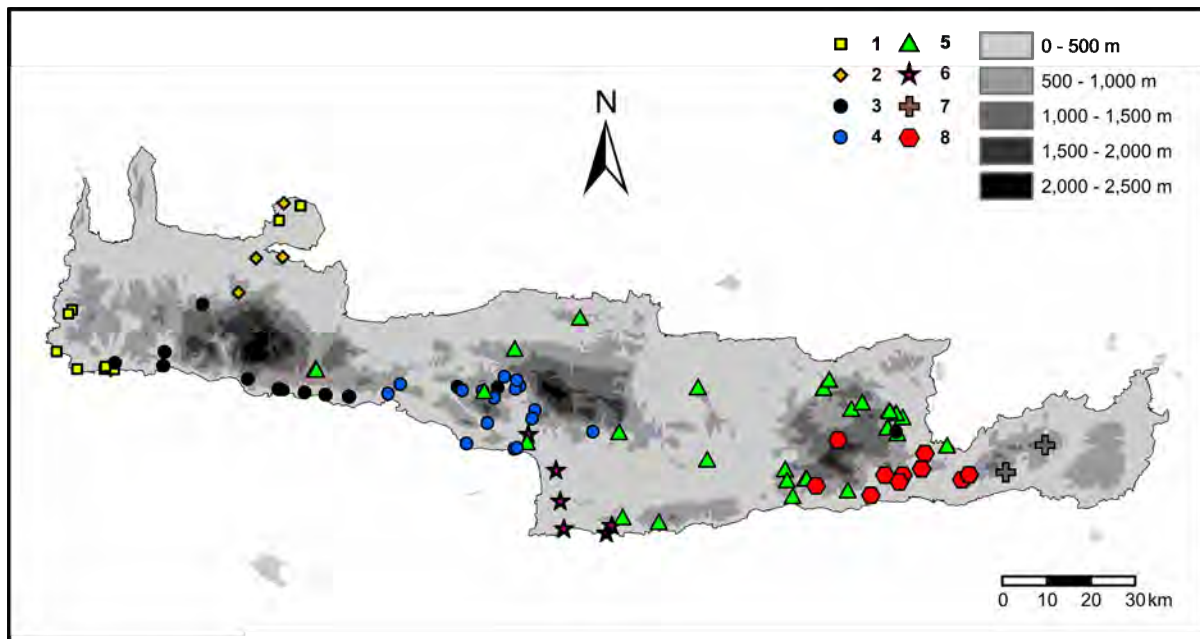 1 5 0 - 500 m
2 6 500 - 1,000 m
3 7 1,000 - 1,500 m
4 8 1,500 - 2,000 m
2,000 - 2,500 m
N
0 10 20 30 km